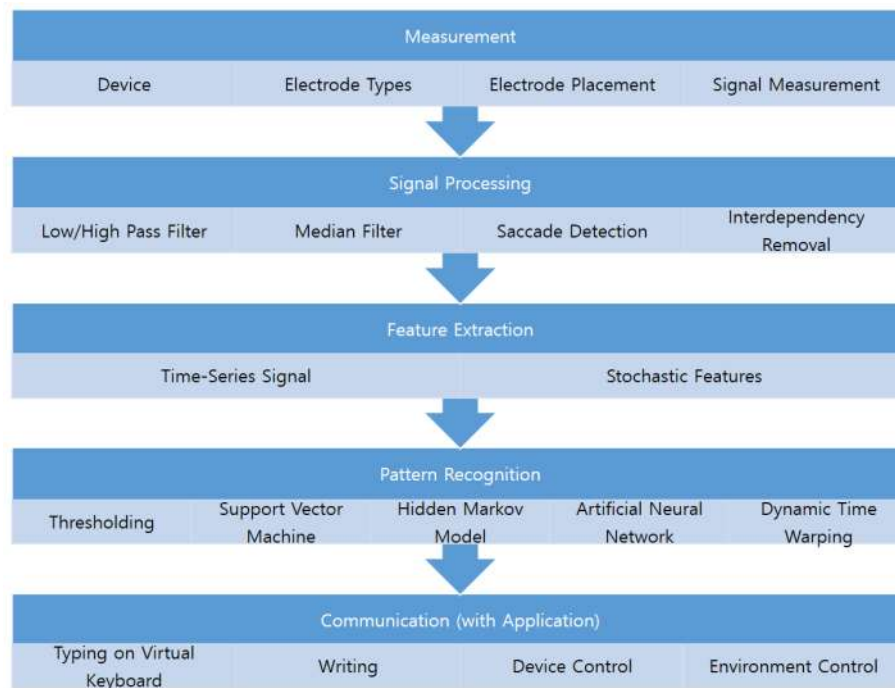 Measurement
Device Electrode Types Electrode Placement Signal Measurement
Signal Processing
Low/High Pass Filter Median Filter Saccade Detection Interdependency Removal
Feature Extraction
Time-Series Signal Stochastic Features
Pattern Recognition
Thresholding Support Vector Machine Hidden Markov Model Artificial Neural Network Dynamic Time Warping
Communication (with Application)
Typing on Virtual Keyboard Writing Device Control Environment Control